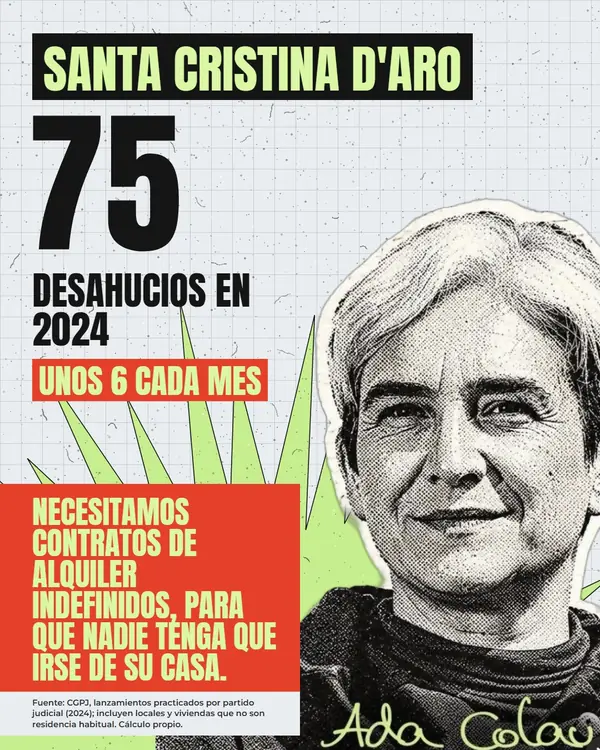 SANTA CRISTINA D'ARO
75
DESAHUCIOS EN
2024
UNOS 6 CADA MES
NECESITAMOS
CONTRATOS DE
ALQUILER
INDEFINIDOS, PARA
QUE NADIE TENGA QUE
IRSE DE SU CASA.
Fuente: CGPJ, lanzamientos practicados por partido
judicial (2024); incluyen locales y viviendas que no son
residencia habitual. Cálculo propio.
Ada Colau